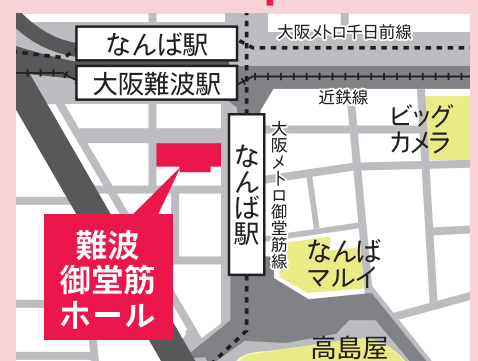 なんば駅
大阪メトロ千日前線
大阪難波駅
近鉄線
ビッグ
カメラ
なんば駅
大阪メトロ御堂筋線
難波
御堂筋
ホール
なんば
マルイ
高島屋